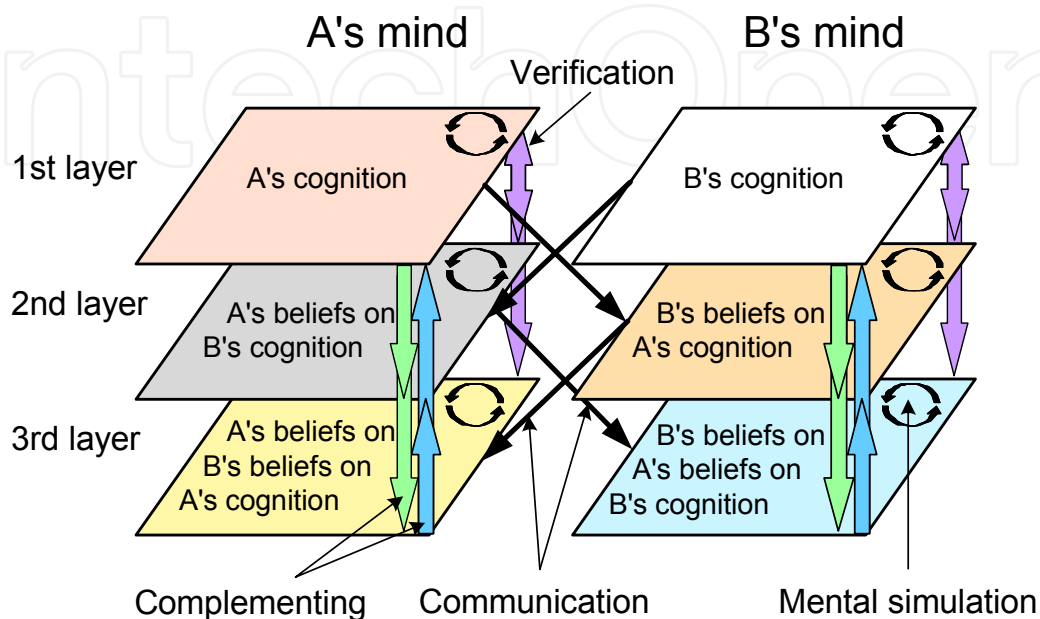 ntechOpen
A's mind
B's mind
Verification
1st layer
A's cognition
B's cognition
2nd layer
A's beliefs on
B's cognition
B's beliefs on
A's cognition
3rd layer
A's beliefs on
B's beliefs on
A's cognition
B's beliefs on
A's beliefs on
B's cognition
Complementing
Communication
Mental simulation